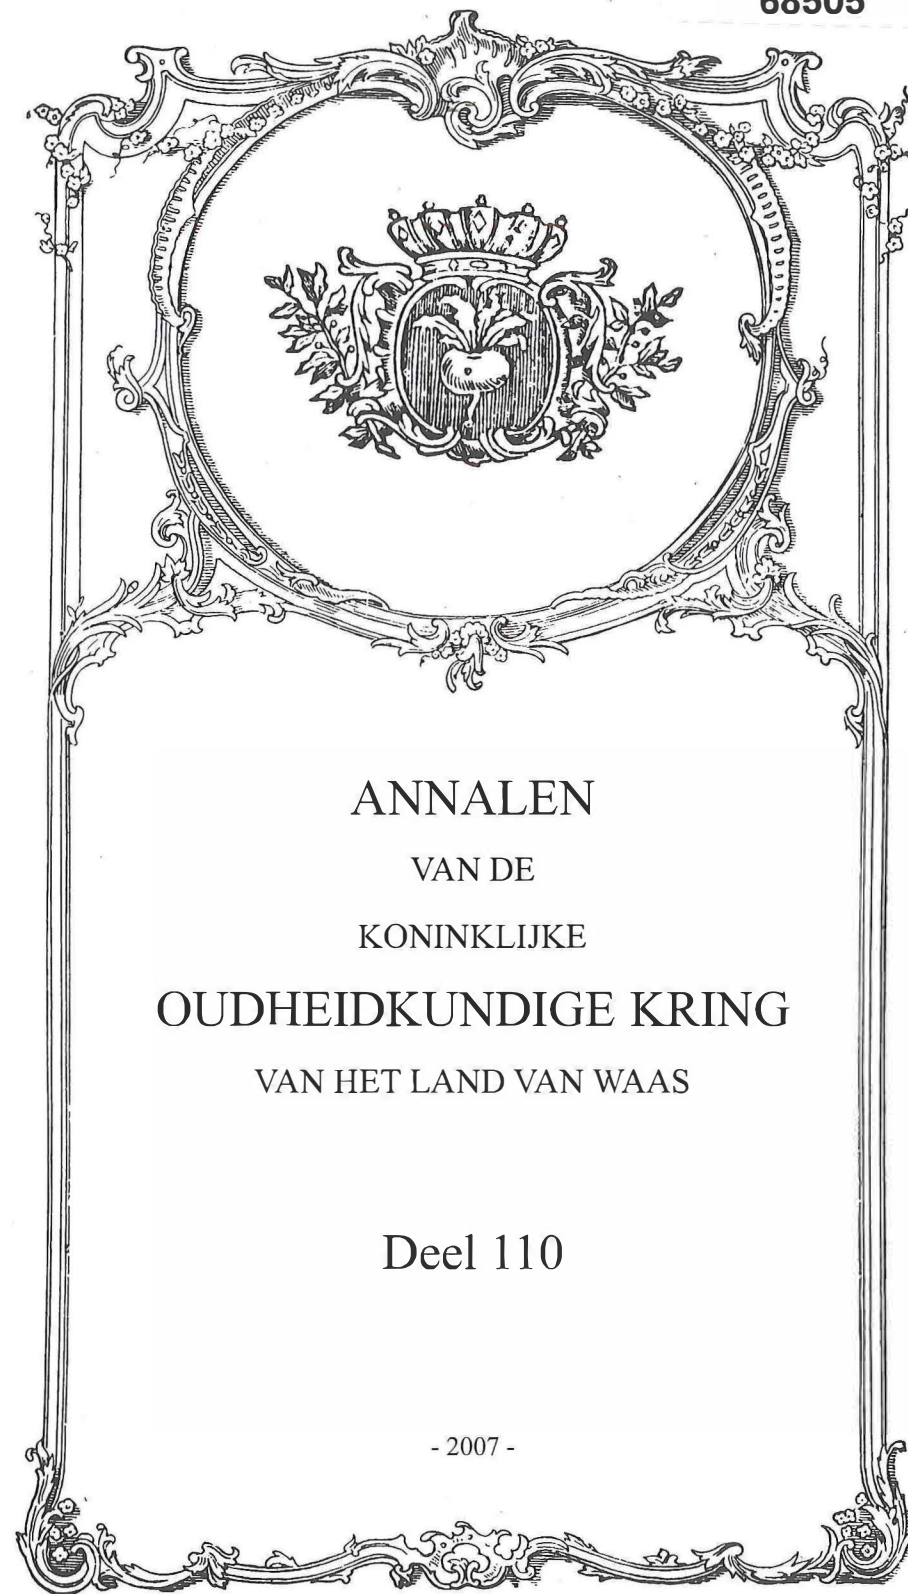 68505
ANNALEN
VAN DE
KONINKLIJKE
OUDHEIDKUNDIGE KRING
VAN HET LAND VAN WAAS
Deel 110
- 2007 -